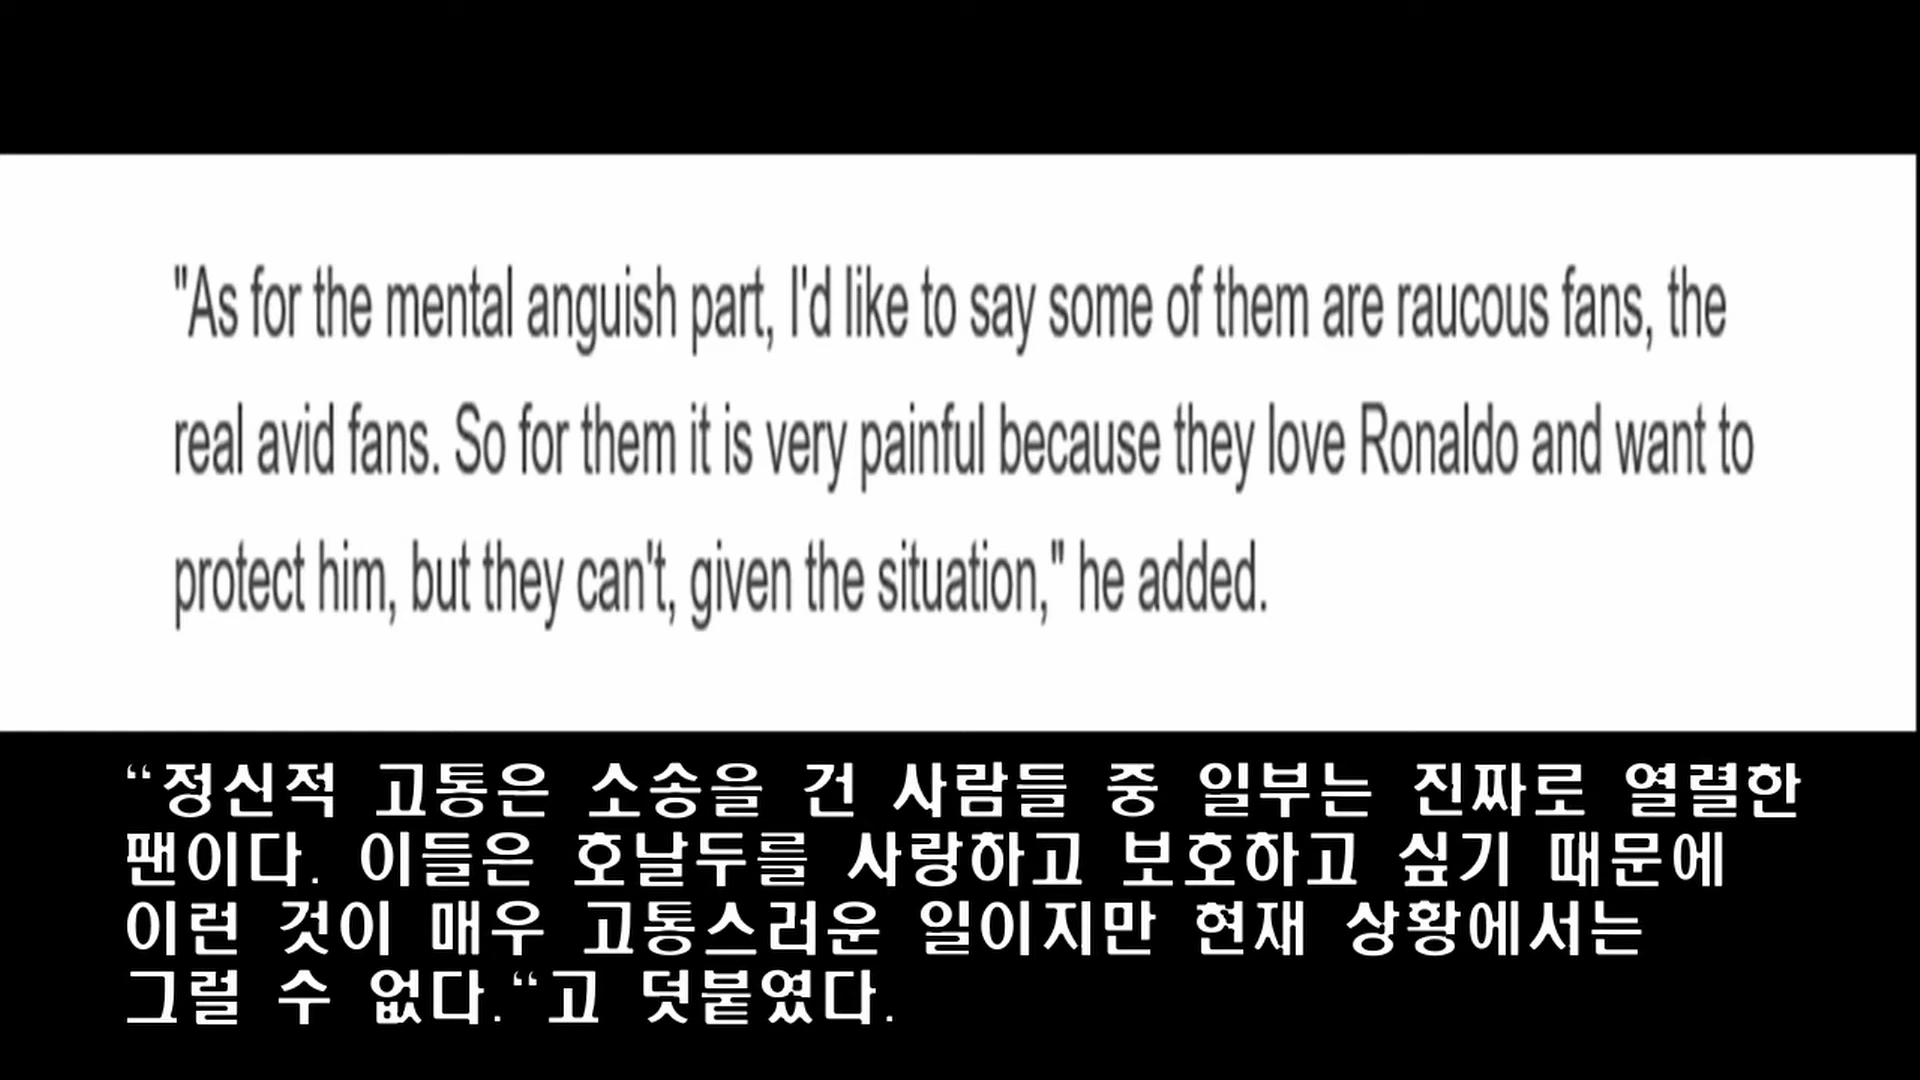 "As for the mental anguish part, I'd like to say some of them are raucous fans, the
real avid fans. So for them it is very painful because they love Ronaldo and want to
protect him, but they can't, given the situation," he added.
“정신적 고통은 소송을 건 사람들 중 일부는 진짜로 열렬한
팬이다. 이들은 호날두를 사랑하고 보호하고 싶기 때문에
이런 것이 매우 고통스러운 일이지만 현재 상황에서는
그럴 수 없다.“고 덧붙였다.